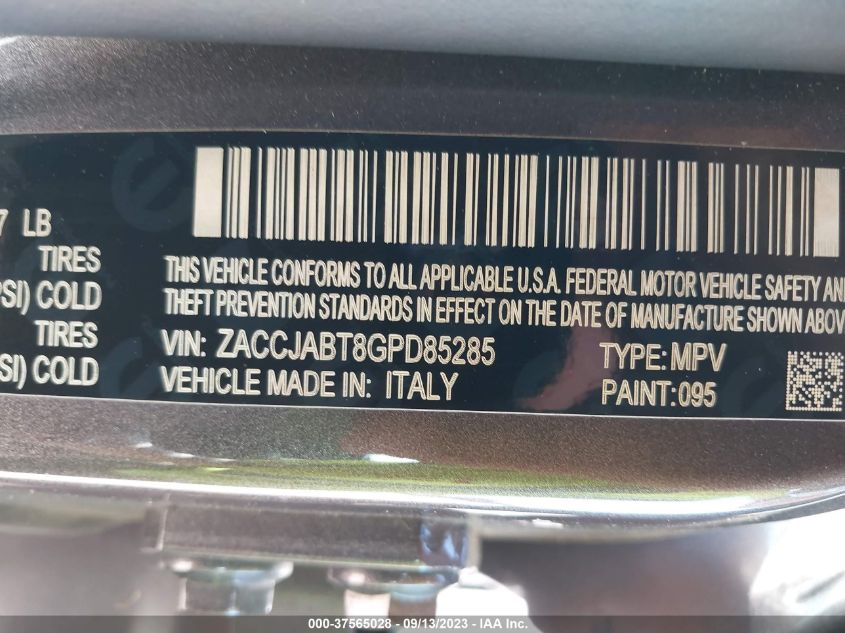 7 LB
TIRES
PSI) COLD
TIRES
SI) COLD
THIS VEHICLE CONFORMS TO ALL APPLICABLE U.S.A. FEDERAL MOTOR VEHICLE SAFETY AN
THEFT PREVENTION STANDARDS IN EFFECT ON THE DATE OF MANUFACTURE SHOWN ABOV
VIN: ZACCJABT8GPD85285
TYPE: MPV
VEHICLE MADE IN: ITALY
PAINT: 095
000-37565028 - 09/13/2023 - IAA Inc.